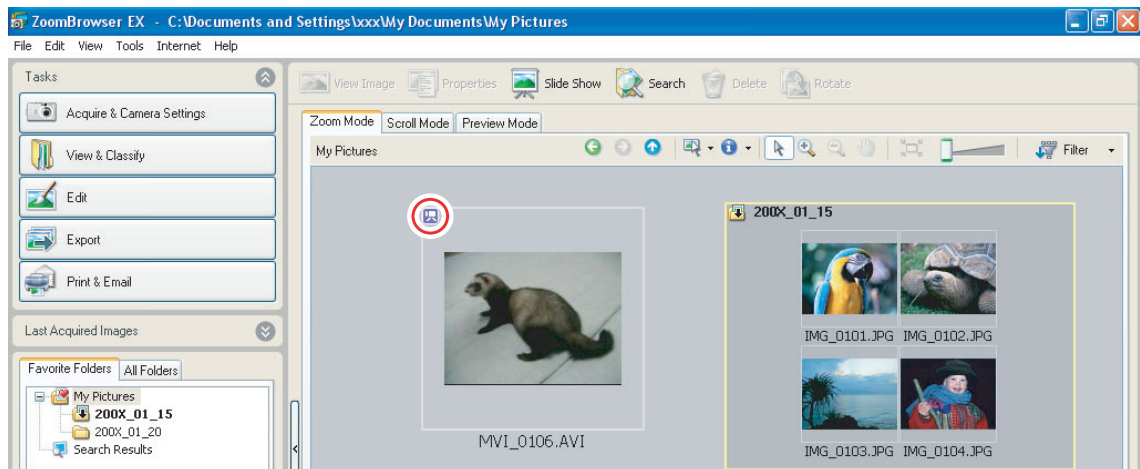 ZoomBrowser EX - C:\Documents and Settings\xxx\My Documents\My Pictures
File Edit View Tools Internet Help
Tasks
Acquire & Camera Settings
View & Classify
Edit
Export
Print & Email
Last Acquired Images
Favorite Folders All Folders
My Pictures
200X_01_15
200X_01_20
Search Results
View Image Properties Slide Show Search Delete Rotate
Zoom Mode Scroll Mode Preview Mode
My Pictures Filter
MVI_0106.AVI
200X_01_15
IMG_0101.JPG IMG_0102.JPG
IMG_0103.JPG IMG_0104.JPG